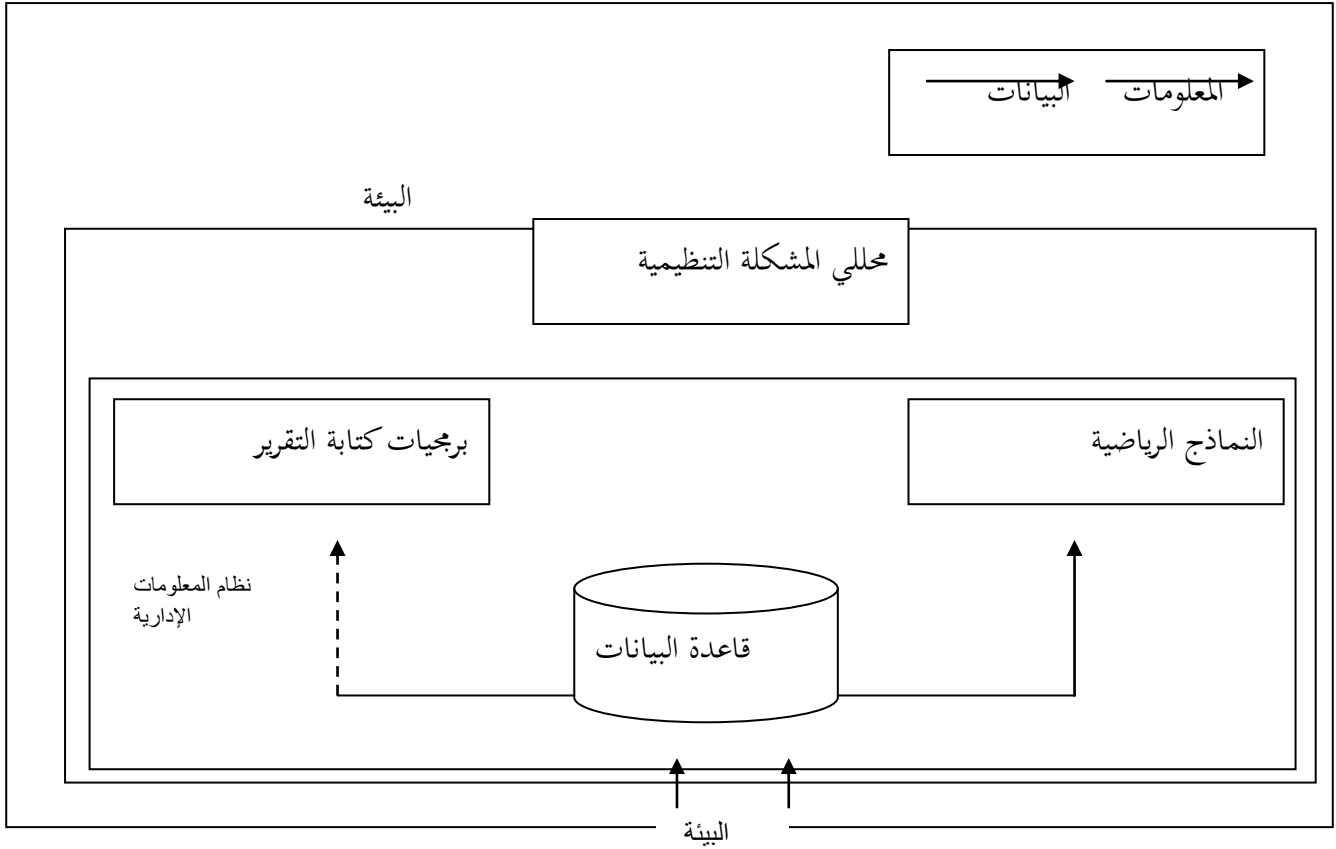 المعلومات
البيانات
البيئة
محللي المشكلة التنظيمية
النماذج الرياضية
برمجيات كتابة التقرير
نظام المعلومات
الإدارية
قاعدة البيانات
البيئة